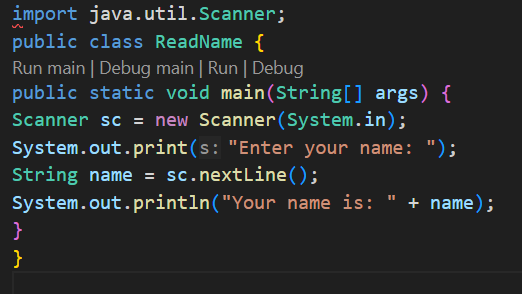 import java.util.Scanner;
public class ReadName {
Run main | Debug main | Run | Debug
public static void main(String[] args) {
Scanner sc = new Scanner(System.in);
System.out.print(s: "Enter your name: ");
String name = sc.nextLine();
System.out.println("Your name is: " + name);
}
}